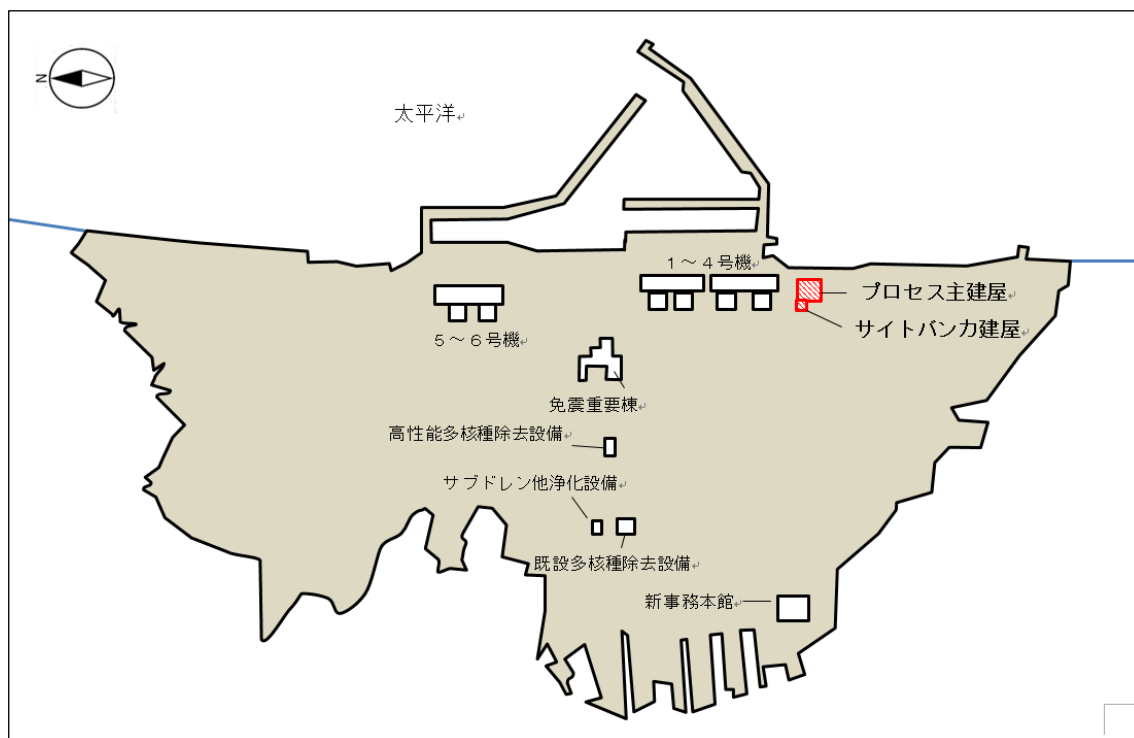 N
太平洋
1～4号機
プロセス主建屋
サイトバンカ建屋
5～6号機
免震重要棟
高性能多核種除去設備
サブドレン他浄化設備
既設多核種除去設備
新事務本館